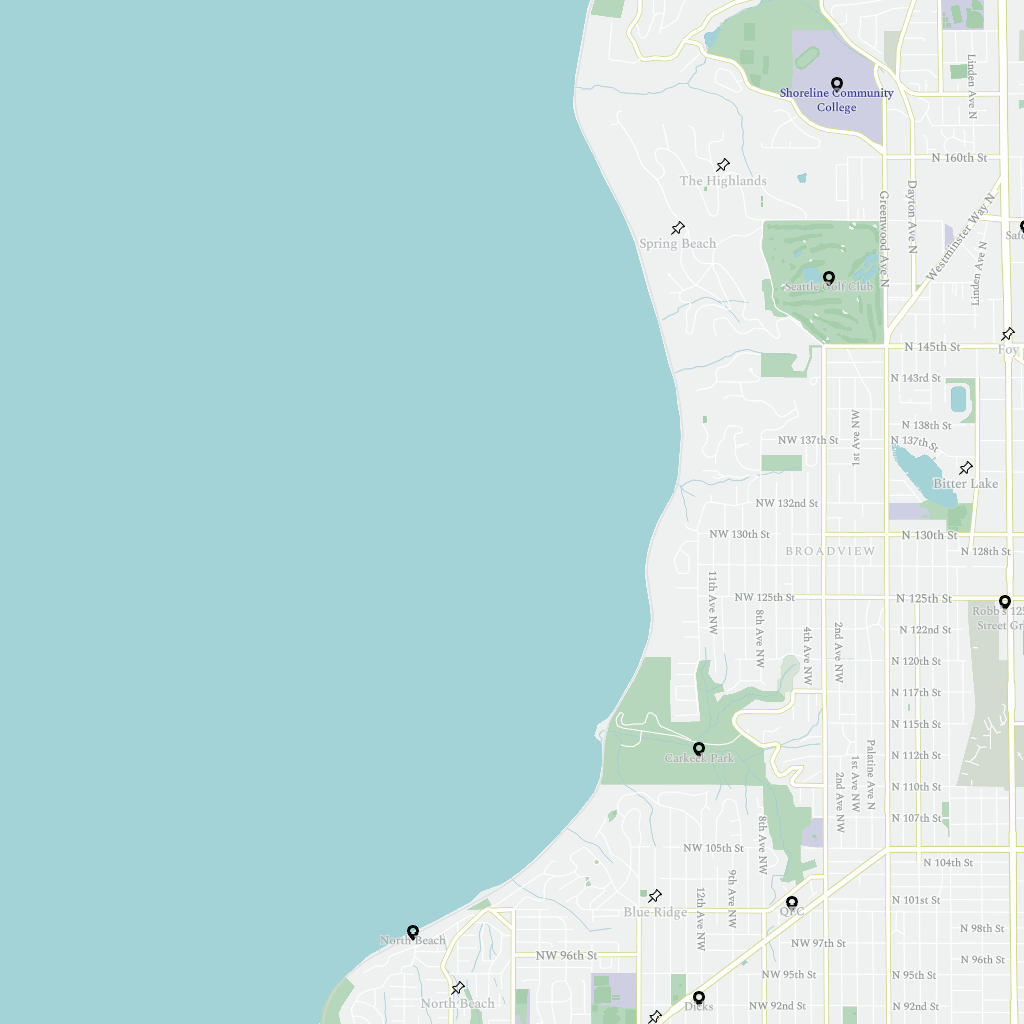 Linden Ave N
Shoreline Community
College
N 160th St
The Highlands
Greenwood Ave N
Dayton Ave N
Westminster Way N
Spring Beach
Linden Ave N
Seattle Golf Club
N 145th St
Foy
N 143rd St
1st Ave NW
N 138th St
NW 137th St
N 137th St
Bitter Lake
NW 132nd St
NW 130th St
N 130th St
BROADVIEW
N 128th St
11th Ave NW
NW 125th St
N 125th St
8th Ave NW
Robb's 125
Street Gr
4th Ave NW
2nd Ave NW
N 122nd St
N 120th St
N 117th St
N 115th St
Palatine Ave N
Carkeek Park
N 112th St
1st Ave NW
2nd Ave NW
N 110th St
N 107th St
8th Ave NW
NW 105th St
N 104th St
9th Ave NW
12th Ave NW
N 101st St
Blue Ridge
QFC
N 98th St
North Beach
NW 97th St
NW 96th St
N 96th St
NW 95th St
N 95th St
North Beach
Dicks
NW 92nd St
N 92nd St